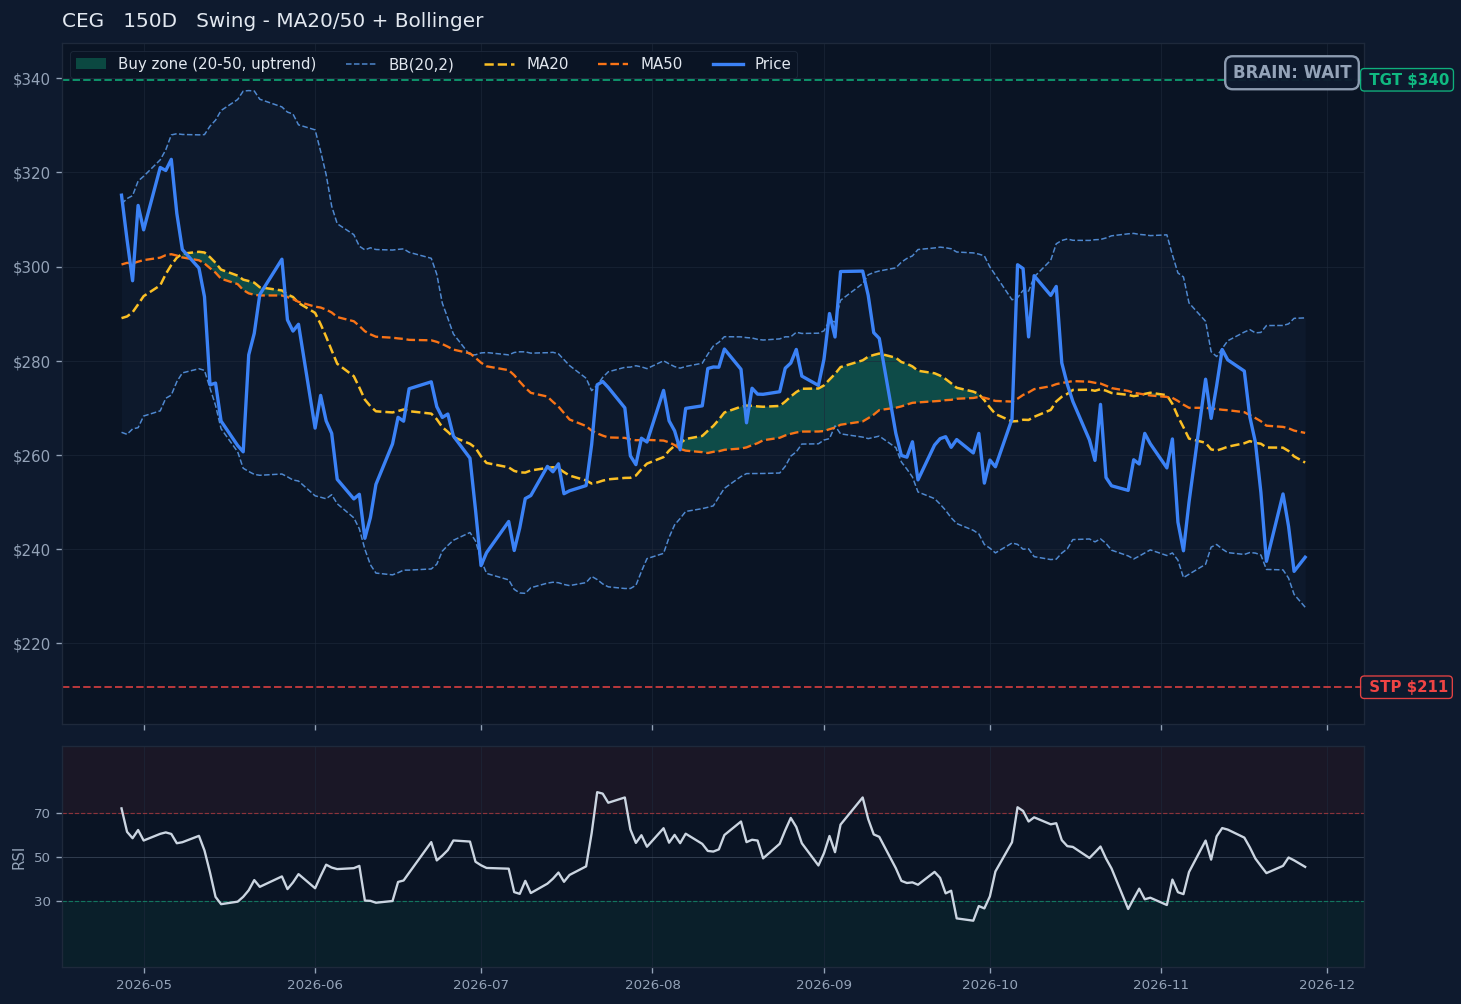 CEG   150D   Swing - MA20/50 + Bollinger
Buy zone (20-50, uptrend)   BB(20,2)   MA20   MA50   Price
BRAIN: WAIT
TGT $340
$340
$320
$300
$280
$260
$240
$220
STP $211
RSI
70
50
30
2026-05   2026-06   2026-07   2026-08   2026-09   2026-10   2026-11   2026-12